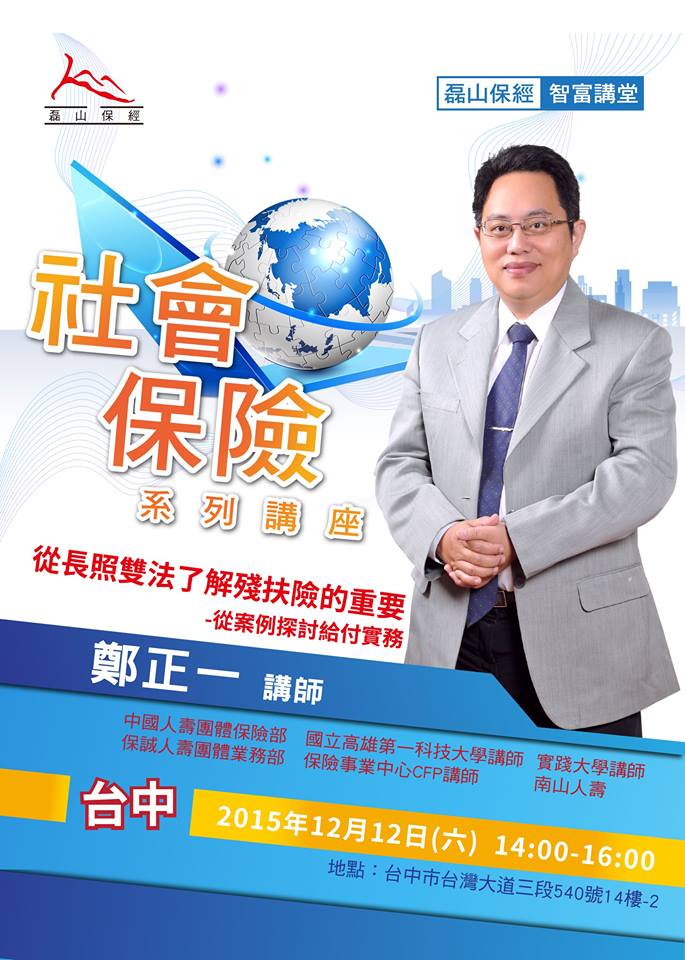 磊山保經
磊山保經 智富講堂
社會
保險
系列講座
從長照雙法了解殘扶險的重要
-從案例探討給付實務
鄭正一 講師
中國人壽團體保險部 國立高雄第一科技大學講師 實踐大學講師
保誠人壽團體業務部 保險事業中心CFP講師 南山人壽
台中
2015年12月12日(六) 14:00-16:00
地點：台中市台灣大道三段540號14樓-2